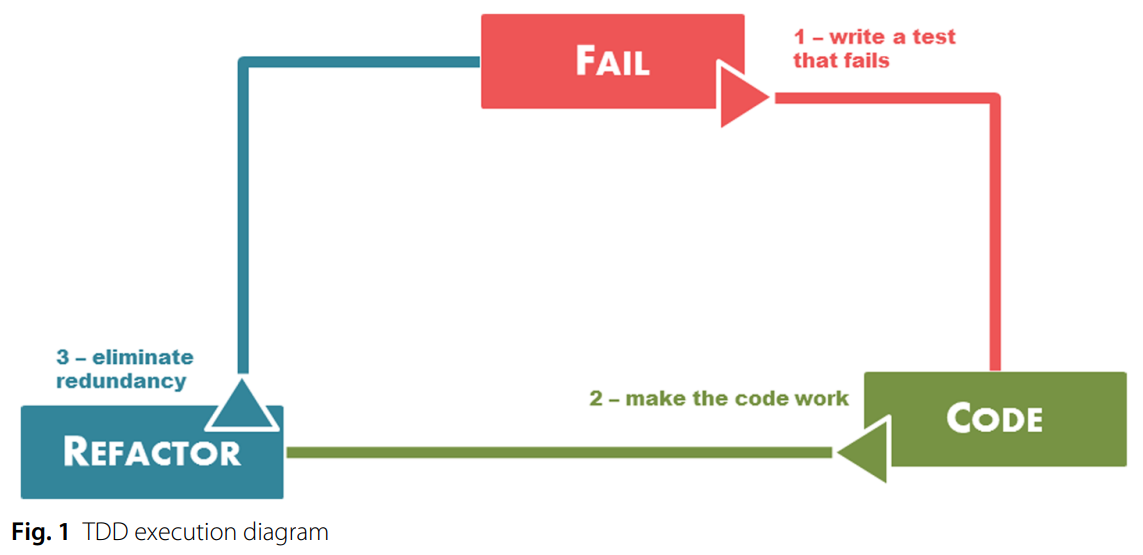 FAIL
1 – write a test
that fails
3 – eliminate
redundancy
2 – make the code work
CODE
REFACTOR
Fig. 1 TDD execution diagram